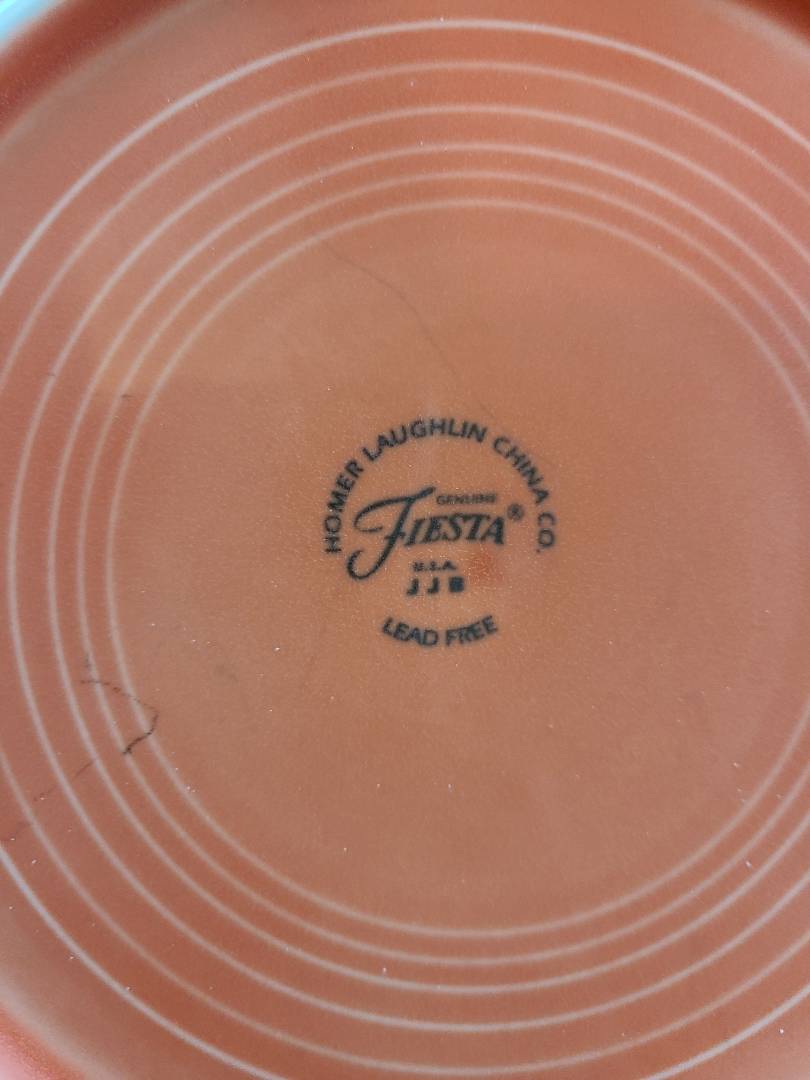 HOMER LAUGHLIN CHINA CO.
GENUINE
FIESTA®
U.S.A.
J J B
LEAD FREE